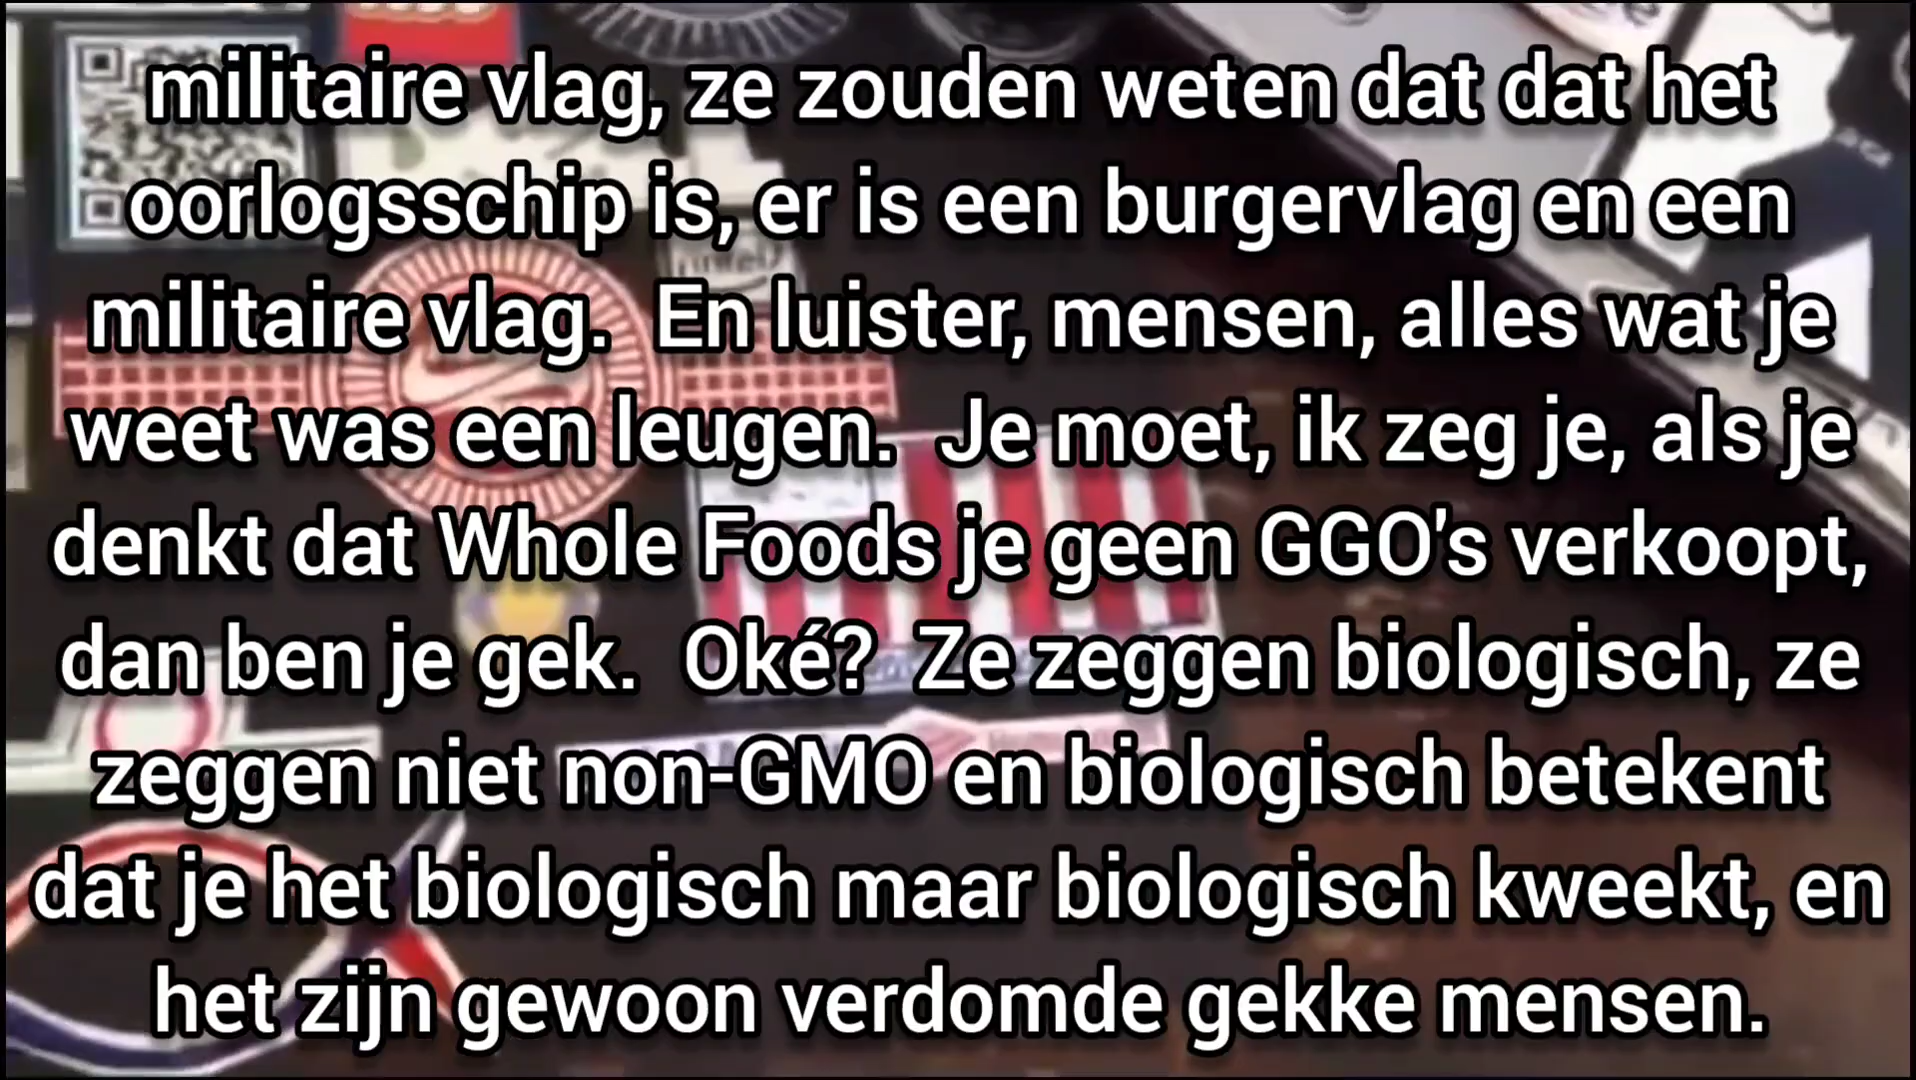 militaire vlag, ze zouden weten dat dat het
oorlogsschip is, er is een burgervlag en een
militaire vlag.  En luister, mensen, alles wat je
weet was een leugen.  Je moet, ik zeg je, als je
denkt dat Whole Foods je geen GGO's verkoopt,
dan ben je gek.  Oké?  Ze zeggen biologisch, ze
zeggen niet non-GMO en biologisch betekent
dat je het biologisch maar biologisch kweekt, en
het zijn gewoon verdomde gekke mensen.